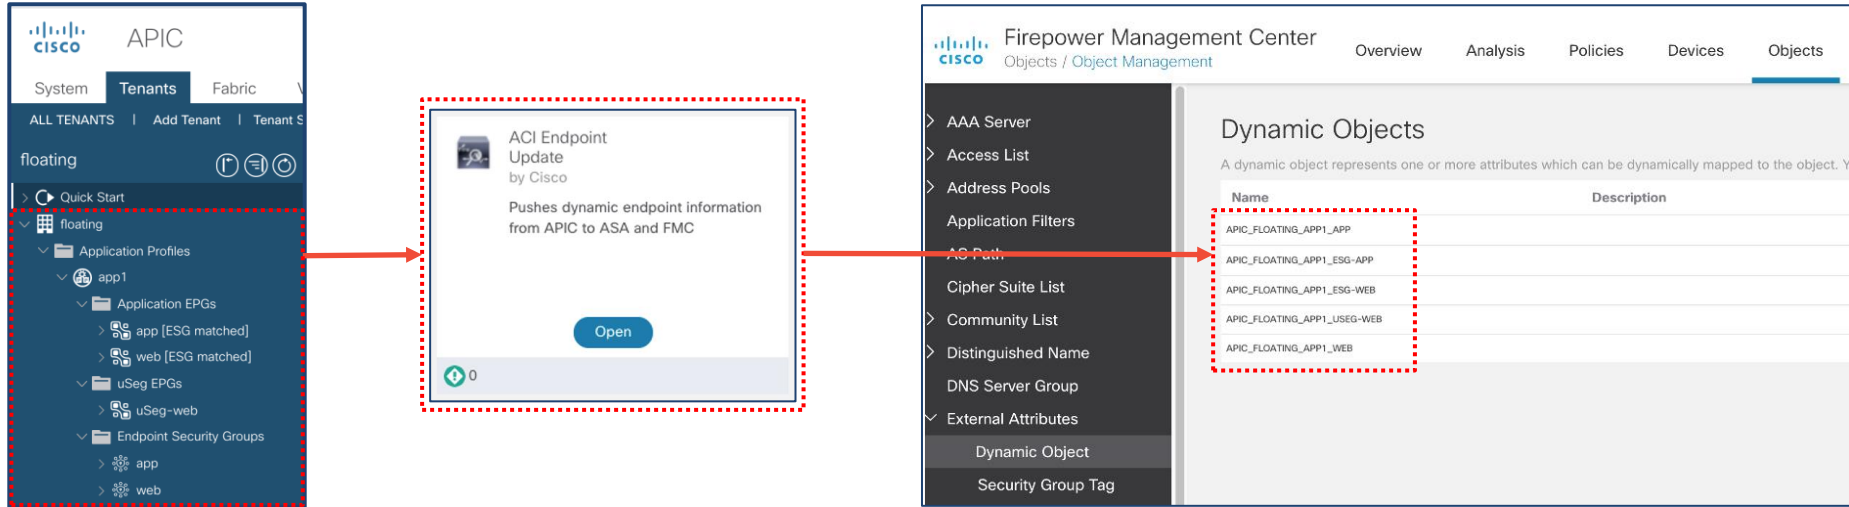 CISCO
APIC
System
Tenants
Fabric
ALL TENANTS | Add Tenant | Tenant S
floating
Quick Start
floating
Application Profiles
app1
Application EPGs
app [ESG matched]
web [ESG matched]
uSeg EPGs
uSeg-web
Endpoint Security Groups
app
web
ACI Endpoint
Update
by Cisco
Pushes dynamic endpoint information
from APIC to ASA and FMC
Open
0
CISCO
Firepower Management Center
Objects / Object Management
Overview
Analysis
Policies
Devices
Objects
AAA Server
Access List
Address Pools
Application Filters
AS Path
Cipher Suite List
Community List
Distinguished Name
DNS Server Group
External Attributes
Dynamic Object
Security Group Tag
Dynamic Objects
A dynamic object represents one or more attributes which can be dynamically mapped to the object. Y
Name
Description
APIC_FLOATING_APP1_APP
APIC_FLOATING_APP1_ESG-APP
APIC_FLOATING_APP1_ESG-WEB
APIC_FLOATING_APP1_USEG-WEB
APIC_FLOATING_APP1_WEB